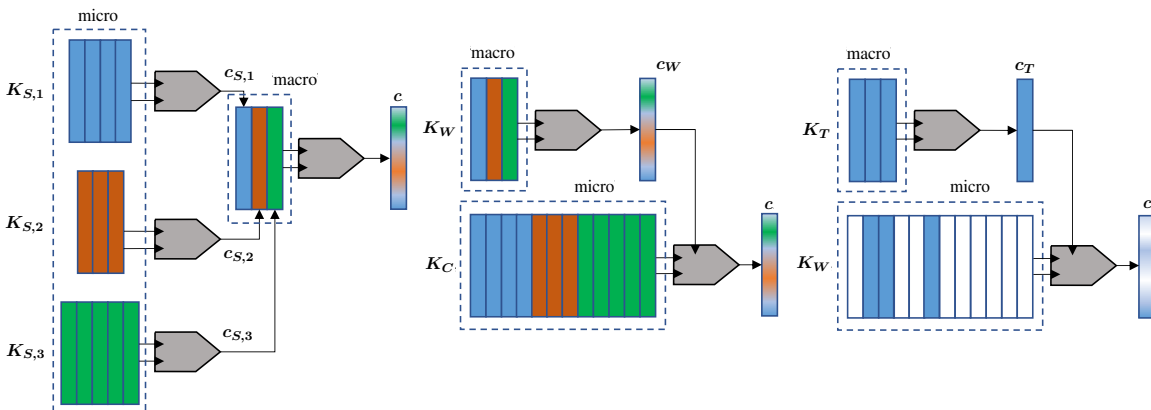 micro
K_{S,1}
c_{S,1}
macro
c
K_{S,2}
c_{S,2}
K_{S,3}
c_{S,3}
macro
c_W
K_W
micro
c
K_C
macro
c_T
K_T
micro
c
K_W